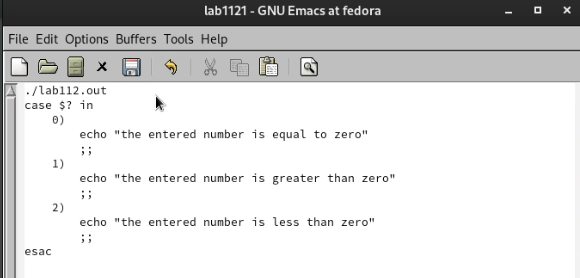 lab1121 - GNU Emacs at fedora
File Edit Options Buffers Tools Help
./lab112.out
case $? in
    0)
        echo "the entered number is equal to zero"
        ;;
    1)
        echo "the entered number is greater than zero"
        ;;
    2)
        echo "the entered number is less than zero"
        ;;
esac